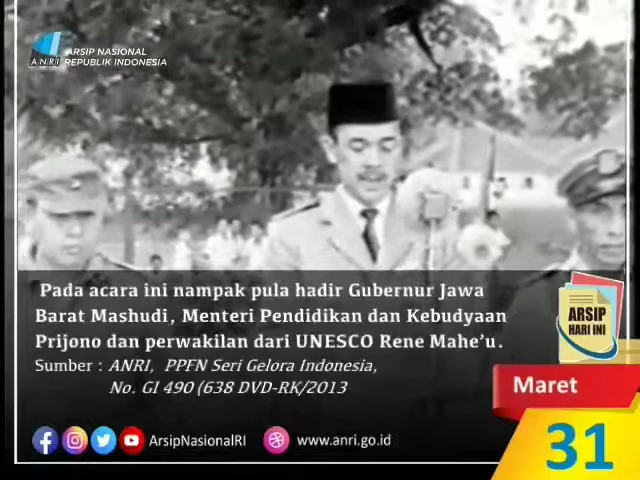 ANRI
ARSIP NASIONAL
REPUBLIK INDONESIA
Pada acara ini nampak pula hadir Gubernur Jawa
Barat Mashudi, Menteri Pendidikan dan Kebudyaan
Prijono dan perwakilan dari UNESCO Rene Mahe’u.
Sumber : ANRI, PPFN Seri Gelora Indonesia,
No. GI 490 (638 DVD-RK/2013
ARSIP
HARI INI
Maret
31
ArsipNasionalRI
www.anri.go.id